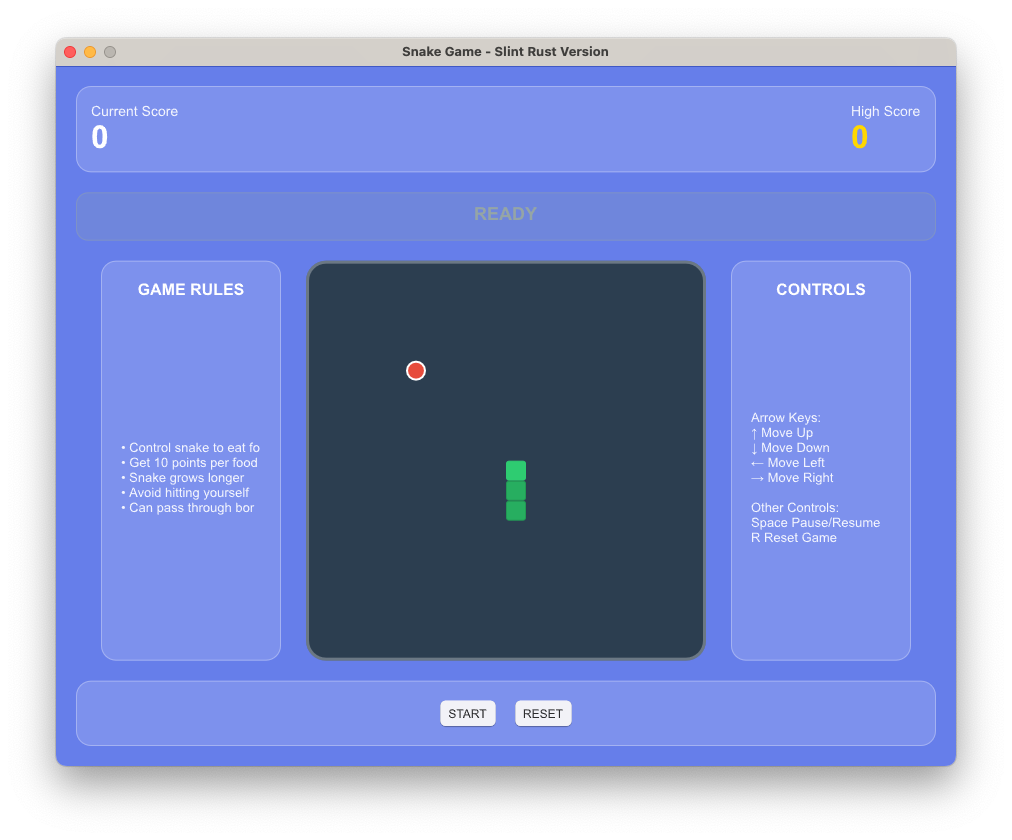 Snake Game - Slint Rust Version
Current Score
0
High Score
0
READY
GAME RULES
• Control snake to eat fo
• Get 10 points per food
• Snake grows longer
• Avoid hitting yourself
• Can pass through bor
CONTROLS
Arrow Keys:
↑ Move Up
↓ Move Down
← Move Left
→ Move Right
Other Controls:
Space Pause/Resume
R Reset Game
START
RESET